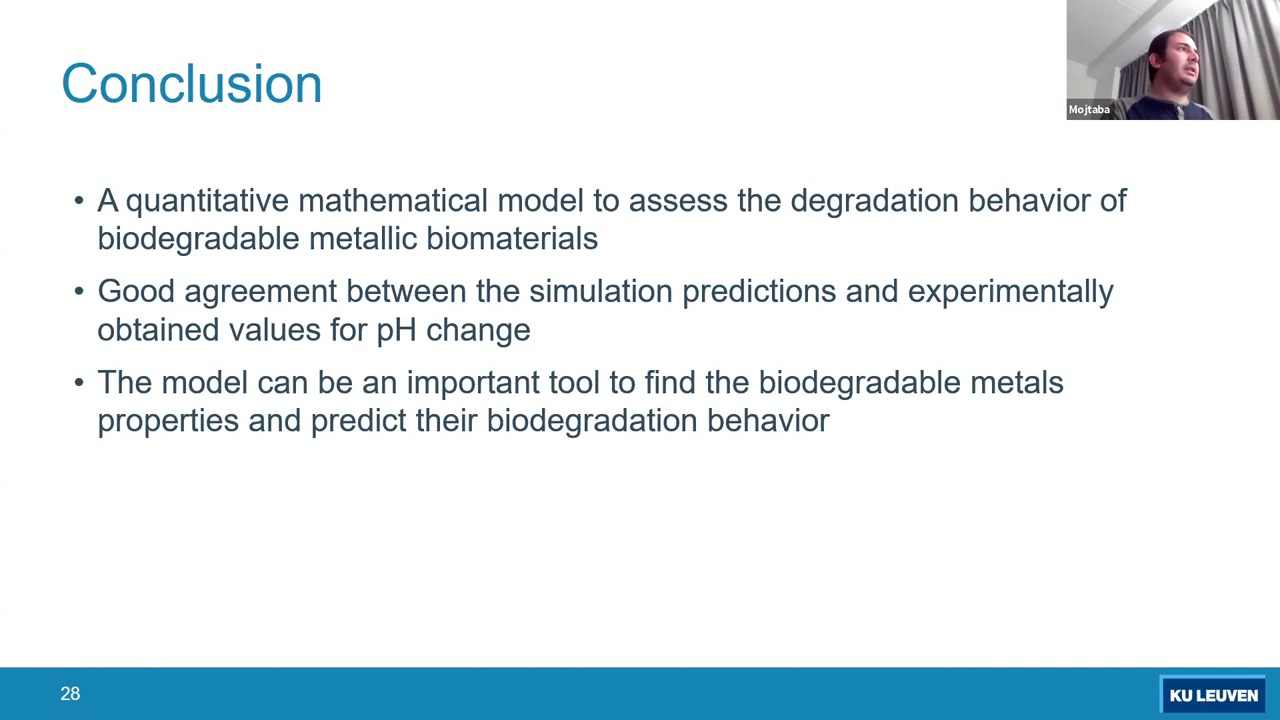 Conclusion
Mojtaba
• A quantitative mathematical model to assess the degradation behavior of
biodegradable metallic biomaterials
• Good agreement between the simulation predictions and experimentally
obtained values for pH change
• The model can be an important tool to find the biodegradable metals
properties and predict their biodegradation behavior
28
KU LEUVEN